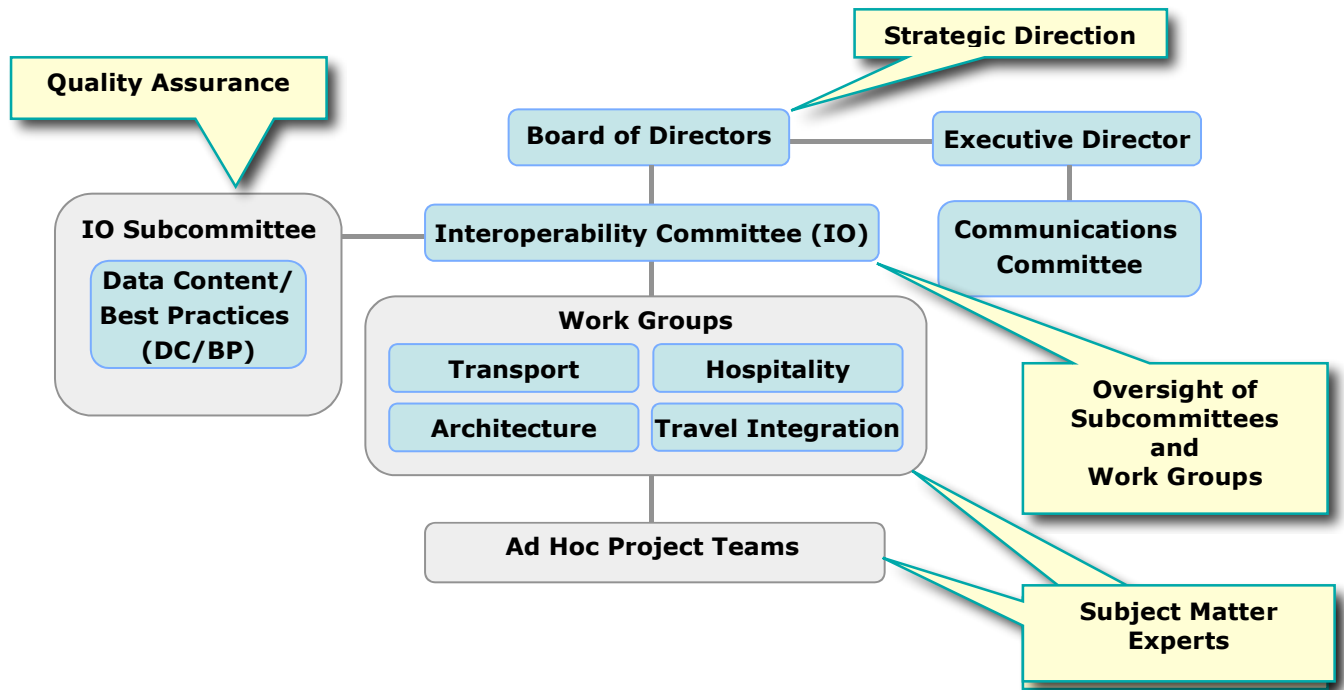 Strategic Direction
Quality Assurance
Board of Directors
Executive Director
IO Subcommittee
Data Content/
Best Practices
(DC/BP)
Interoperability Committee (IO)
Communications
Committee
Work Groups
Transport
Hospitality
Architecture
Travel Integration
Oversight of
Subcommittees
and
Work Groups
Ad Hoc Project Teams
Subject Matter
Experts